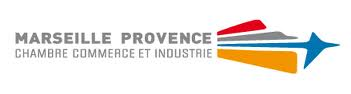 MARSEILLE PROVENCE
CHAMBRE COMMERCE ET INDUSTRIE